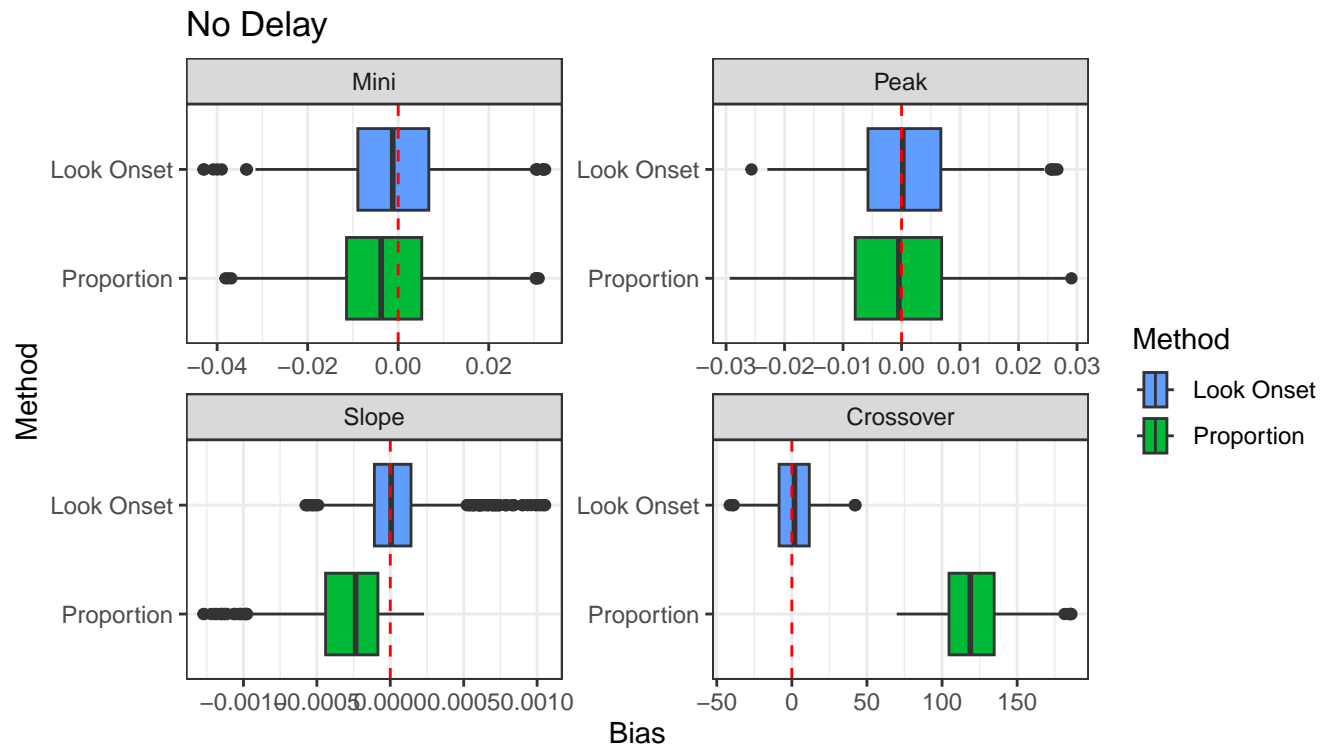 No Delay
Mini
Peak
Look Onset
Proportion
Look Onset
Proportion
−0.04 −0.02 0.00 0.02
−0.03 −0.02 −0.01 0.00 0.01 0.02 0.03
Slope
Crossover
Look Onset
Proportion
Look Onset
Proportion
−0.0010 −0.0005 0.0000 0.0005 0.0010
−50 0 50 100 150
Method
Bias
Method
Look Onset
Proportion